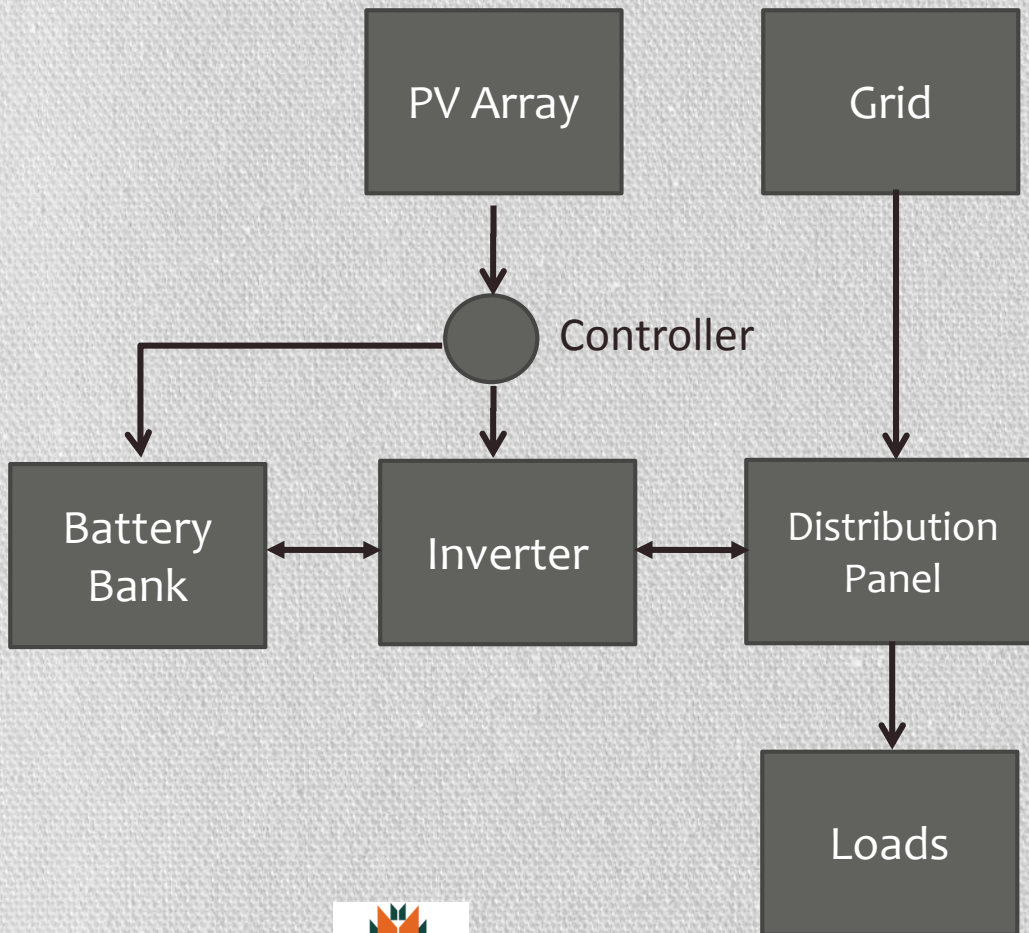 PV Array
Grid
Controller
Battery
Bank
Inverter
Distribution
Panel
Loads